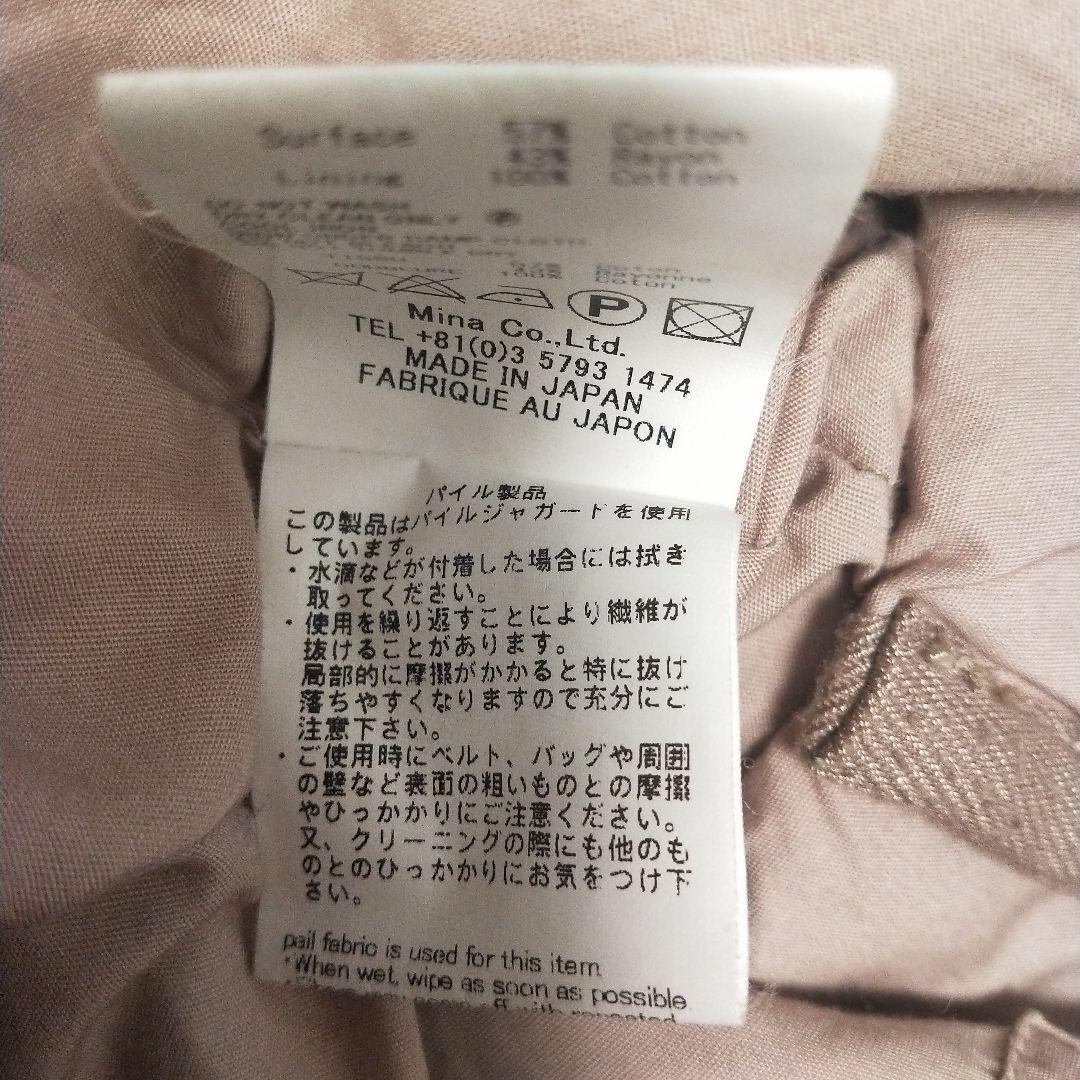 Surface 57% Cotton
43% Rayon
Lining 100% Cotton
DO NOT WASH
DRY CLEAN ONLY P
100% Coton
P
Mina Co.,Ltd.
TEL +81(0)3 5793 1474
MADE IN JAPAN
FABRIQUE AU JAPON
パイル製品
この製品はパイルジャガードを使用
しています。
・水滴などが付着した場合には拭き
取ってください。
・使用を繰り返すことにより繊維が
抜けることがあります。
局部的に摩擦がかかると特に抜け
落ちやすくなりますので充分にご
注意下さい。
・ご使用時にベルト、バッグや周囲
の壁など表面の粗いものとの摩擦
やひっかかりにご注意ください。
又、クリーニングの際にも他のも
のとのひっかかりにお気をつけ下
さい。
pail fabric is used for this item
*When wet, wipe as soon as possible.
off with repeated